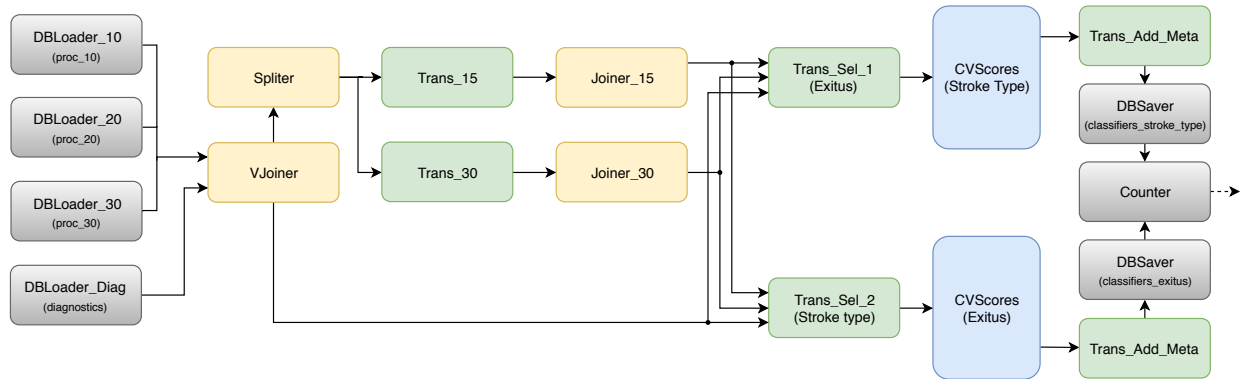 DBLoader_10
(proc_10)
DBLoader_20
(proc_20)
DBLoader_30
(proc_30)
DBLoader_Diag
(diagnostics)
Spliter
VJoiner
Trans_15
Trans_30
Joiner_15
Joiner_30
Trans_Sel_1
(Exitus)
Trans_Sel_2
(Stroke type)
CVScores
(Stroke Type)
CVScores
(Exitus)
Trans_Add_Meta
DBSaver
(classifiers_stroke_type)
Counter
DBSaver
(classifiers_exitus)
Trans_Add_Meta